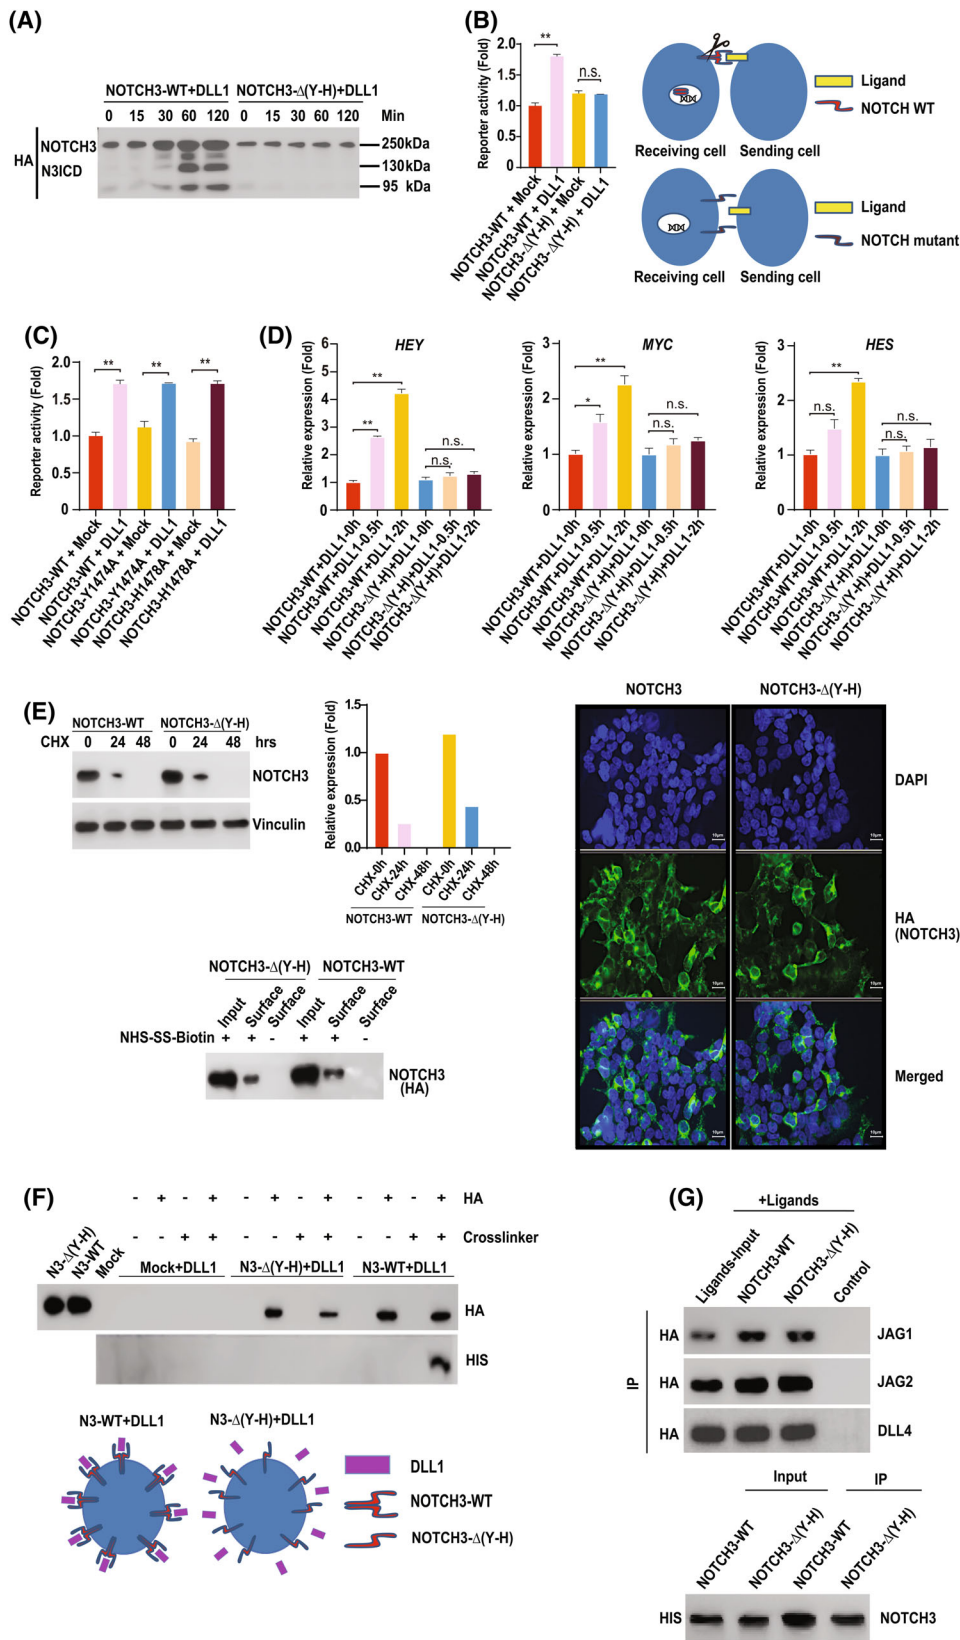 (A)
NOTCH3-WT+DLL1 NOTCH3-Δ(Y-H)+DLL1
0 15 30 60 120 0 15 30 60 120 Min
HA
NOTCH3
N3ICD
250kDa
130kDa
95 kDa
(B)
Reporter activity (Fold)
2.0
1.5
1.0
0
**
n.s.
NOTCH3-WT + Mock
NOTCH3-WT + DLL1
NOTCH3-Δ(Y-H) + Mock
NOTCH3-Δ(Y-H) + DLL1
Ligand
NOTCH WT
Receiving cell Sending cell
Ligand
NOTCH mutant
Receiving cell Sending cell
(C)
Reporter activity (Fold)
2.0
1.5
1.0
0
** ** **
NOTCH3-WT + Mock
NOTCH3-WT + DLL1
NOTCH3-Y1474A + Mock
NOTCH3-Y1474A + DLL1
NOTCH3-H1478A + Mock
NOTCH3-H1478A + DLL1
(D)
HEY
Relative expression (Fold)
6
4
2
1
0
**
**
n.s.
n.s.
NOTCH3-WT+DLL1-0h
NOTCH3-WT+DLL1-0.5h
NOTCH3-WT+DLL1-2h
NOTCH3-Δ(Y-H)+DLL1-0h
NOTCH3-Δ(Y-H)+DLL1-0.5h
NOTCH3-Δ(Y-H)+DLL1-2h
MYC
Relative expression (Fold)
3
2
1
0
**
*
n.s.
n.s.
NOTCH3-WT+DLL1-0h
NOTCH3-WT+DLL1-0.5h
NOTCH3-WT+DLL1-2h
NOTCH3-Δ(Y-H)+DLL1-0h
NOTCH3-Δ(Y-H)+DLL1-0.5h
NOTCH3-Δ(Y-H)+DLL1-2h
HES
Relative expression (Fold)
3
2
1
0
**
n.s.
n.s.
n.s.
NOTCH3-WT+DLL1-0h
NOTCH3-WT+DLL1-0.5h
NOTCH3-WT+DLL1-2h
NOTCH3-Δ(Y-H)+DLL1-0h
NOTCH3-Δ(Y-H)+DLL1-0.5h
NOTCH3-Δ(Y-H)+DLL1-2h
(E)
NOTCH3-WT NOTCH3-Δ(Y-H)
CHX 0 24 48 0 24 48 hrs
NOTCH3
Vinculin
Relative expression (Fold)
1.5
1.0
0.5
0.0
CHX-0h
CHX-24h
CHX-48h
CHX-0h
CHX-24h
CHX-48h
NOTCH3-WT NOTCH3-Δ(Y-H)
NOTCH3-Δ(Y-H) NOTCH3-WT
Input
Surface
Surface
Input
Surface
Surface
NHS-SS-Biotin + + - + + -
NOTCH3
(HA)
NOTCH3 NOTCH3-Δ(Y-H)
DAPI
10μm 10μm
HA
(NOTCH3)
10μm 10μm
Merged
10μm 10μm
(F)
- + - + - + - + - + - + HA
- - + + - - + + - - + + Crosslinker
N3-Δ(Y-H)
N3-WT
Mock
Mock+DLL1 N3-Δ(Y-H)+DLL1 N3-WT+DLL1
HA
HIS
N3-WT+DLL1 N3-Δ(Y-H)+DLL1
DLL1
NOTCH3-WT
NOTCH3-Δ(Y-H)
(G)
+Ligands
Ligands-Input
NOTCH3-WT
NOTCH3-Δ(Y-H)
Control
IP
HA JAG1
HA JAG2
HA DLL4
Input IP
NOTCH3-WT
NOTCH3-Δ(Y-H)
NOTCH3-WT
NOTCH3-Δ(Y-H)
HIS NOTCH3